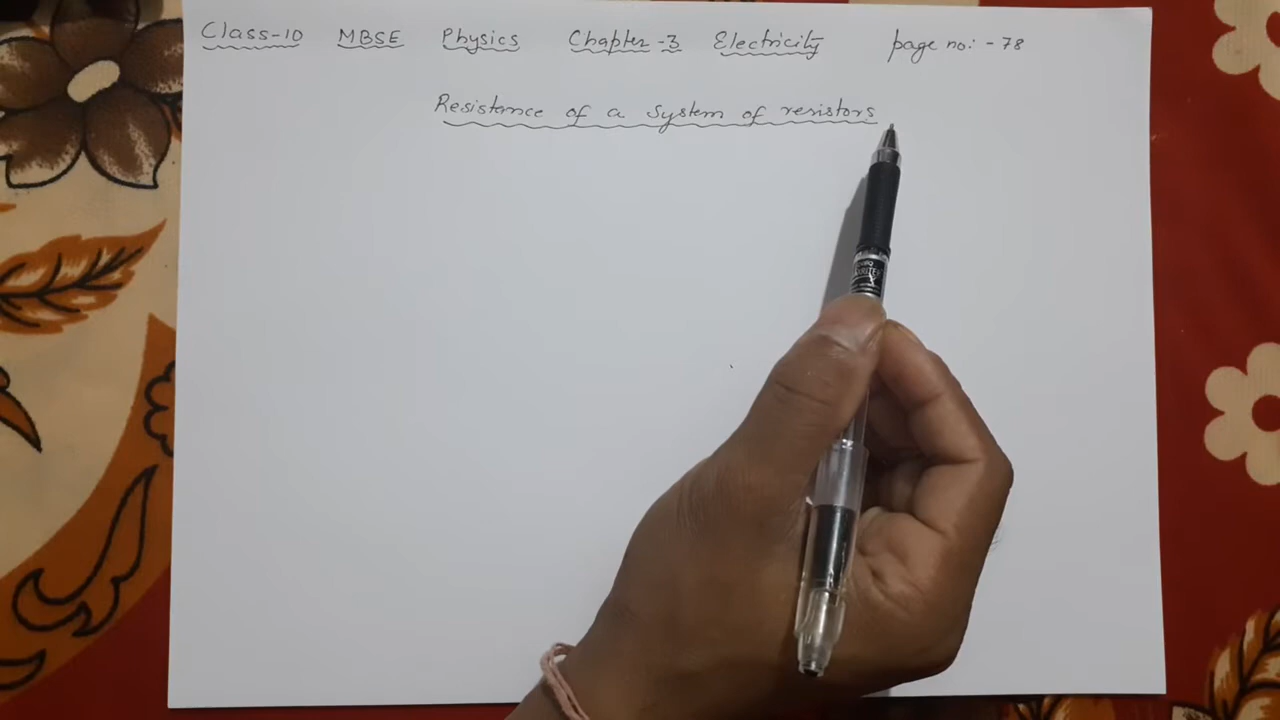 Class-10 MBSE Physics Chapter-3 Electricity page no:-78
Resistance of a system of resistors